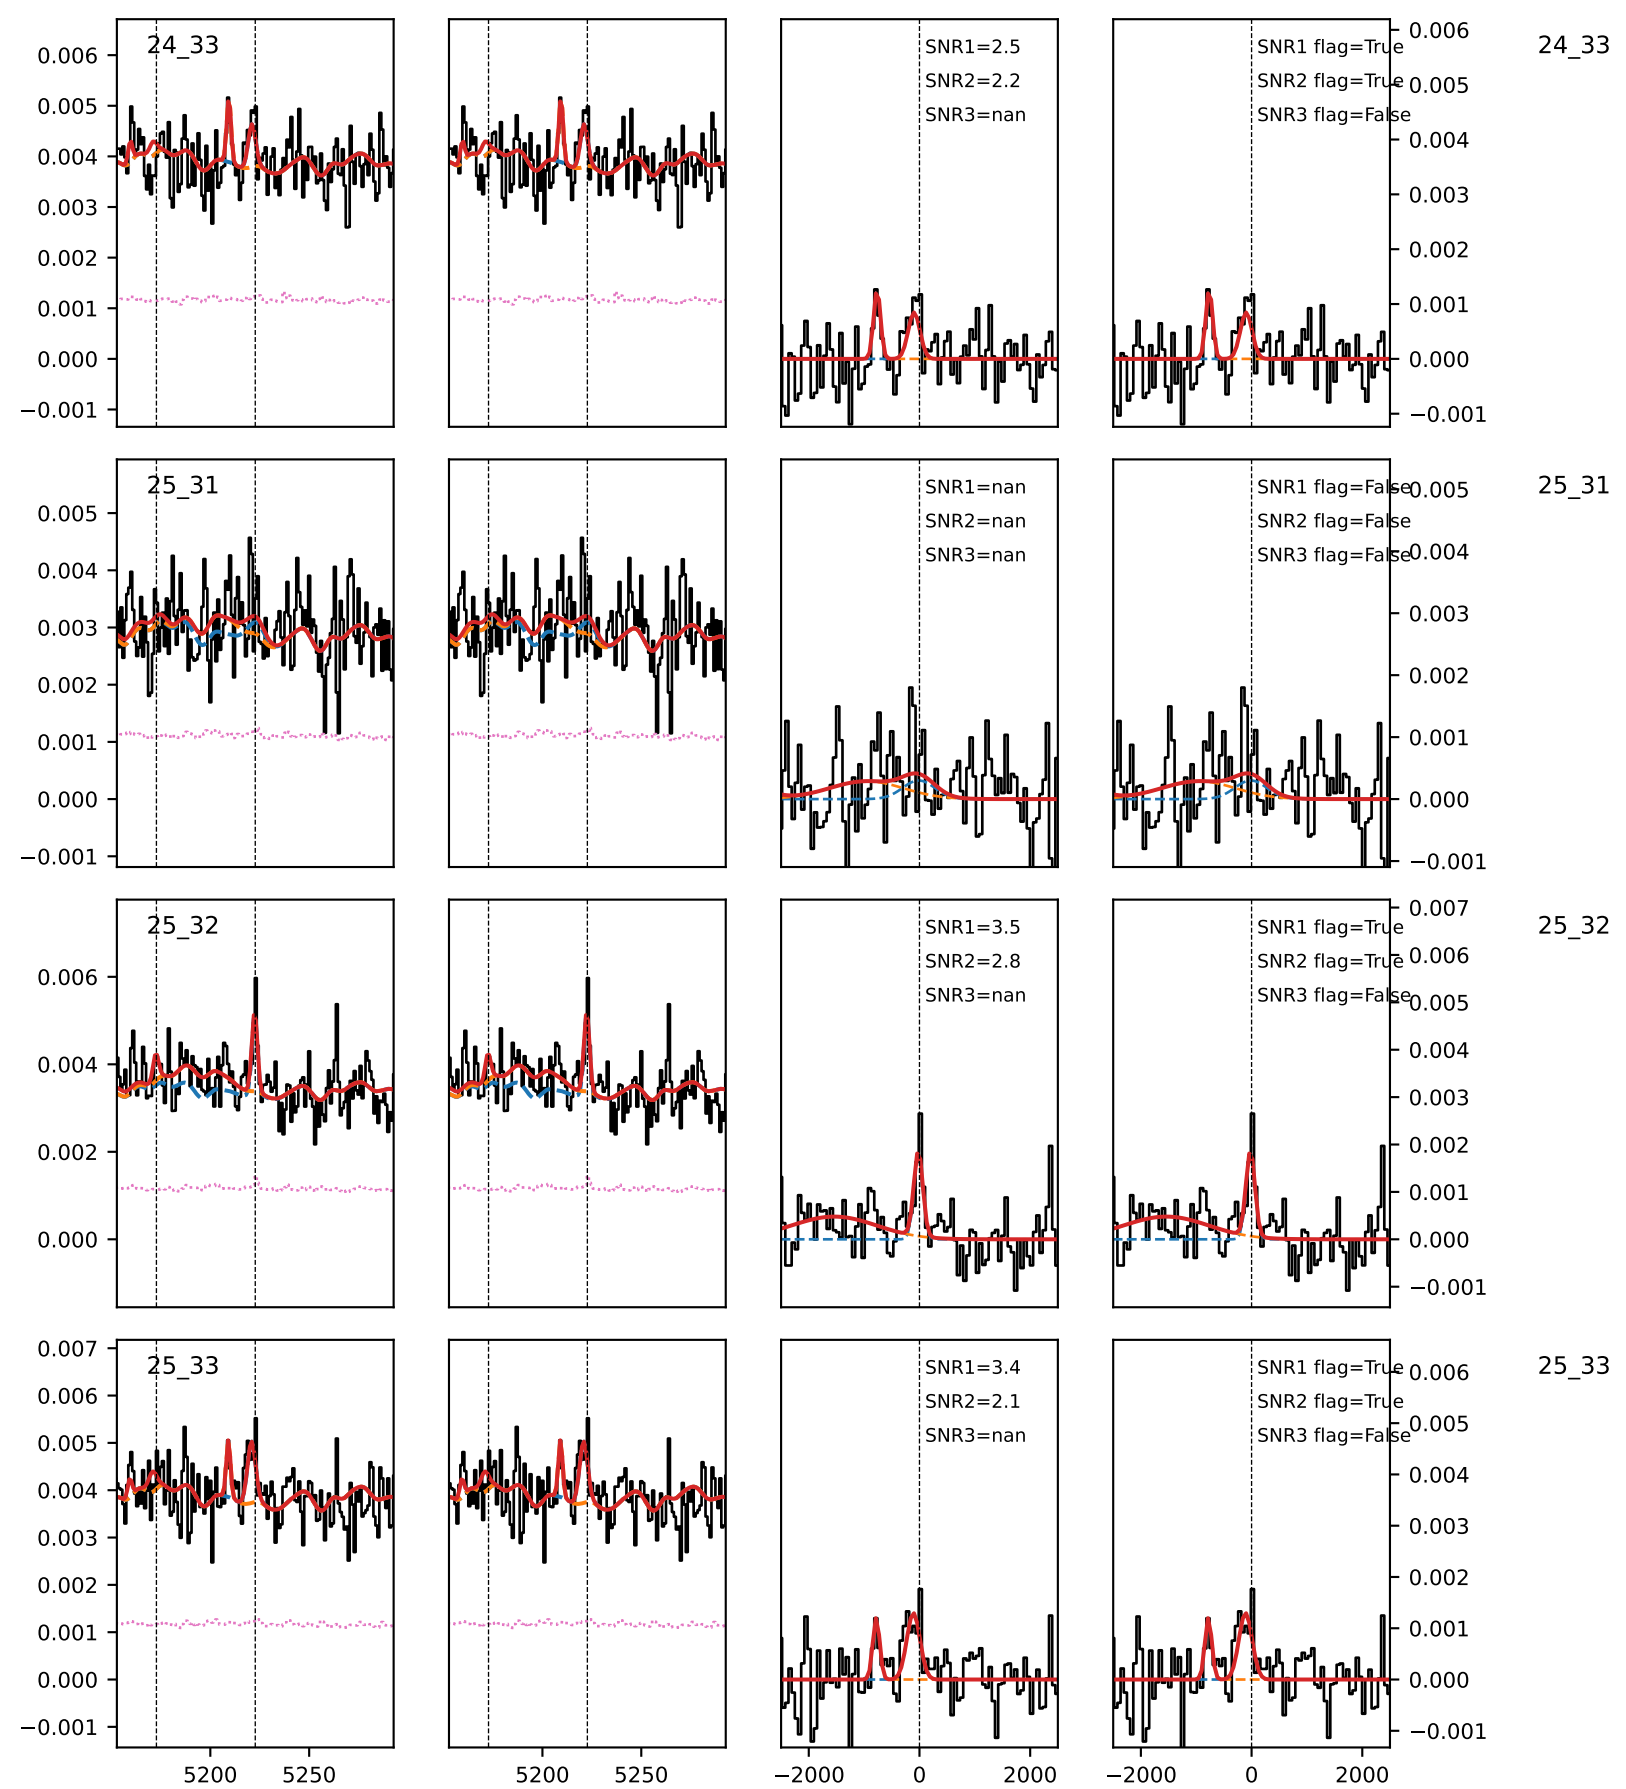 24_33
0.006
0.005
0.004
0.003
0.002
0.001
0.000
−0.001
SNR1=2.5
SNR2=2.2
SNR3=nan
SNR1 flag=True
SNR2 flag=True
SNR3 flag=False
0.006
0.005
0.004
0.003
0.002
0.001
0.000
−0.001
24_33
25_31
0.005
0.004
0.003
0.002
0.001
0.000
−0.001
SNR1=nan
SNR2=nan
SNR3=nan
SNR1 flag=False
SNR2 flag=False
SNR3 flag=False
0.005
0.004
0.003
0.002
0.001
0.000
−0.001
25_31
25_32
0.006
0.004
0.002
0.000
SNR1=3.5
SNR2=2.8
SNR3=nan
SNR1 flag=True
SNR2 flag=True
SNR3 flag=False
0.007
0.006
0.005
0.004
0.003
0.002
0.001
0.000
−0.001
25_32
25_33
0.007
0.006
0.005
0.004
0.003
0.002
0.001
0.000
−0.001
SNR1=3.4
SNR2=2.1
SNR3=nan
SNR1 flag=True
SNR2 flag=True
SNR3 flag=False
0.006
0.005
0.004
0.003
0.002
0.001
0.000
−0.001
25_33
5200 5250
5200 5250
−2000 0 2000
−2000 0 2000